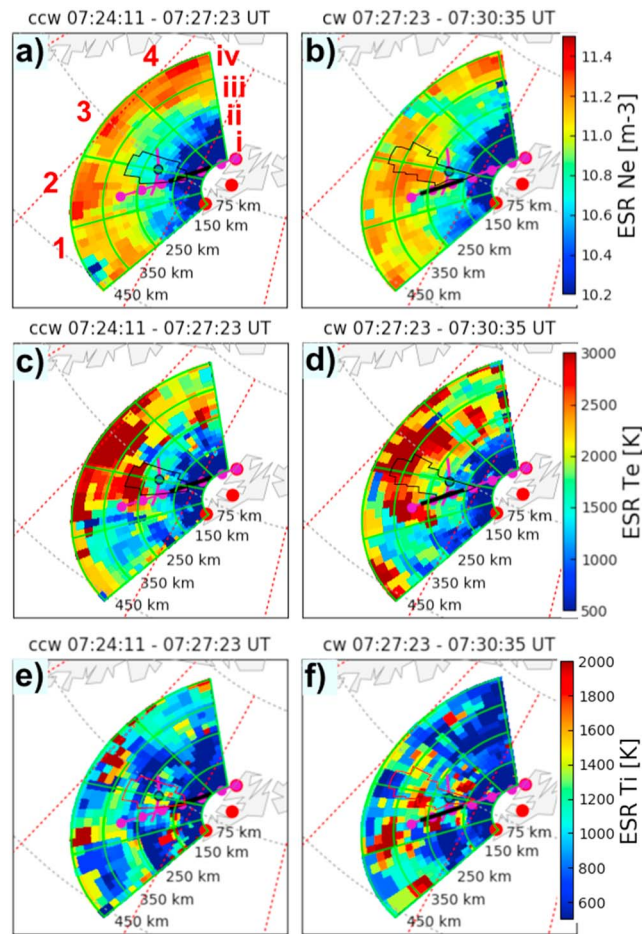 ccw 07:24:11 - 07:27:23 UT
cw 07:27:23 - 07:30:35 UT
a)
4
iv
iii
ii
i
3
2
1
75 km
150 km
250 km
350 km
450 km
b)
75 km
150 km
250 km
350 km
450 km
11.4
11.2
11.0
10.8
10.6
10.4
10.2
ESR Ne [m-3]
ccw 07:24:11 - 07:27:23 UT
cw 07:27:23 - 07:30:35 UT
c)
75 km
150 km
250 km
350 km
450 km
d)
75 km
150 km
250 km
350 km
450 km
3000
2500
2000
1500
1000
500
ESR Te [K]
ccw 07:24:11 - 07:27:23 UT
cw 07:27:23 - 07:30:35 UT
e)
75 km
150 km
250 km
350 km
450 km
f)
75 km
150 km
250 km
350 km
450 km
2000
1800
1600
1400
1200
1000
800
600
ESR Ti [K]